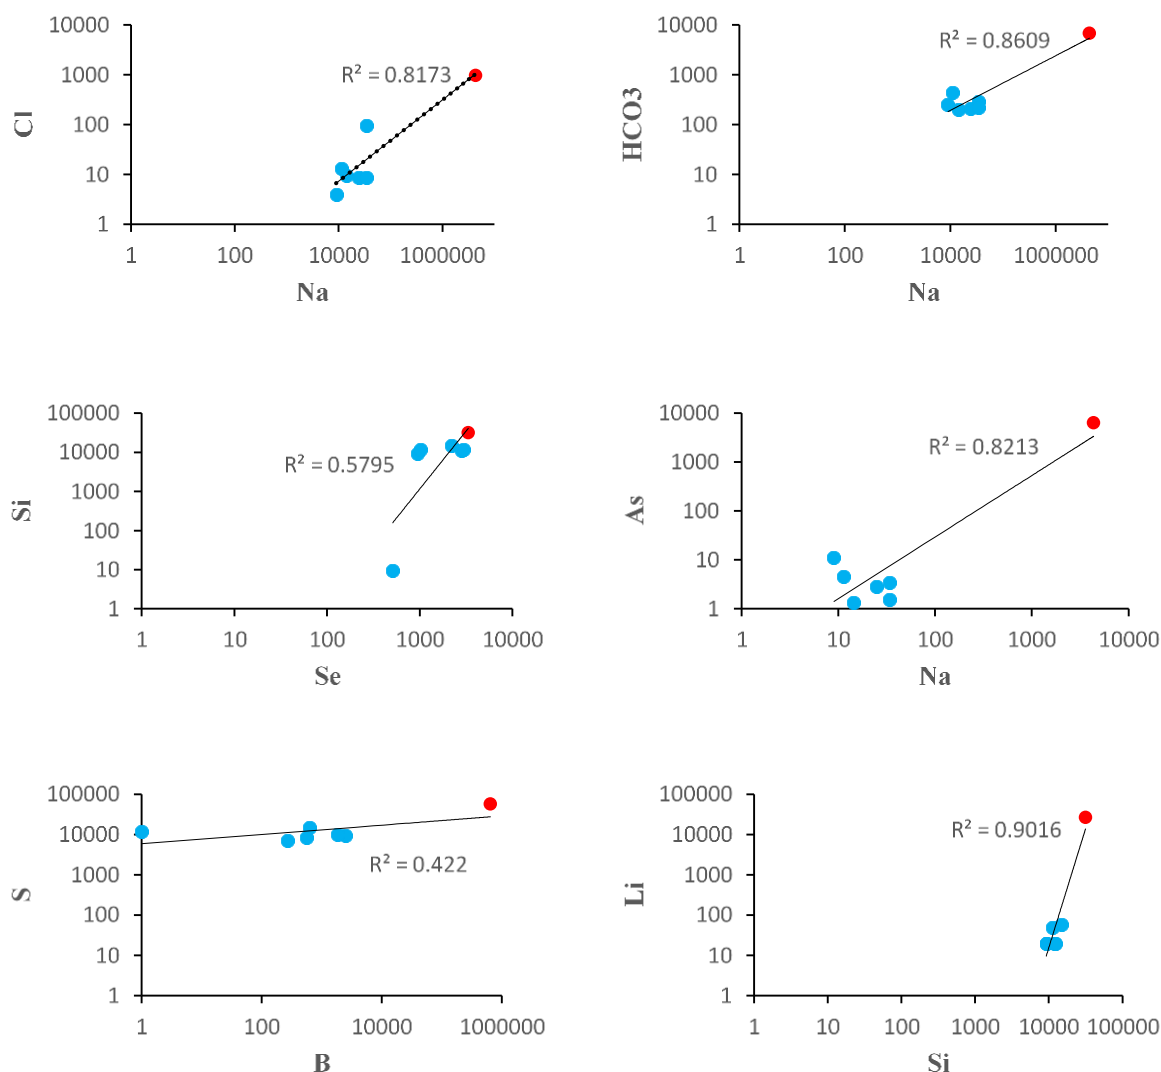 10000
1000
100
10
1
Cl
R² = 0.8173
1 100 10000 1000000
Na
10000
1000
100
10
1
HCO3
R² = 0.8609
1 100 10000 1000000
Na
100000
10000
1000
100
10
1
Si
R² = 0.5795
1 10 100 1000 10000
Se
10000
1000
100
10
1
As
R² = 0.8213
1 10 100 1000 10000
Na
100000
10000
1000
100
10
1
S
R² = 0.422
1 100 10000 1000000
B
100000
10000
1000
100
10
1
Li
R² = 0.9016
1 10 100 1000 10000 100000
Si